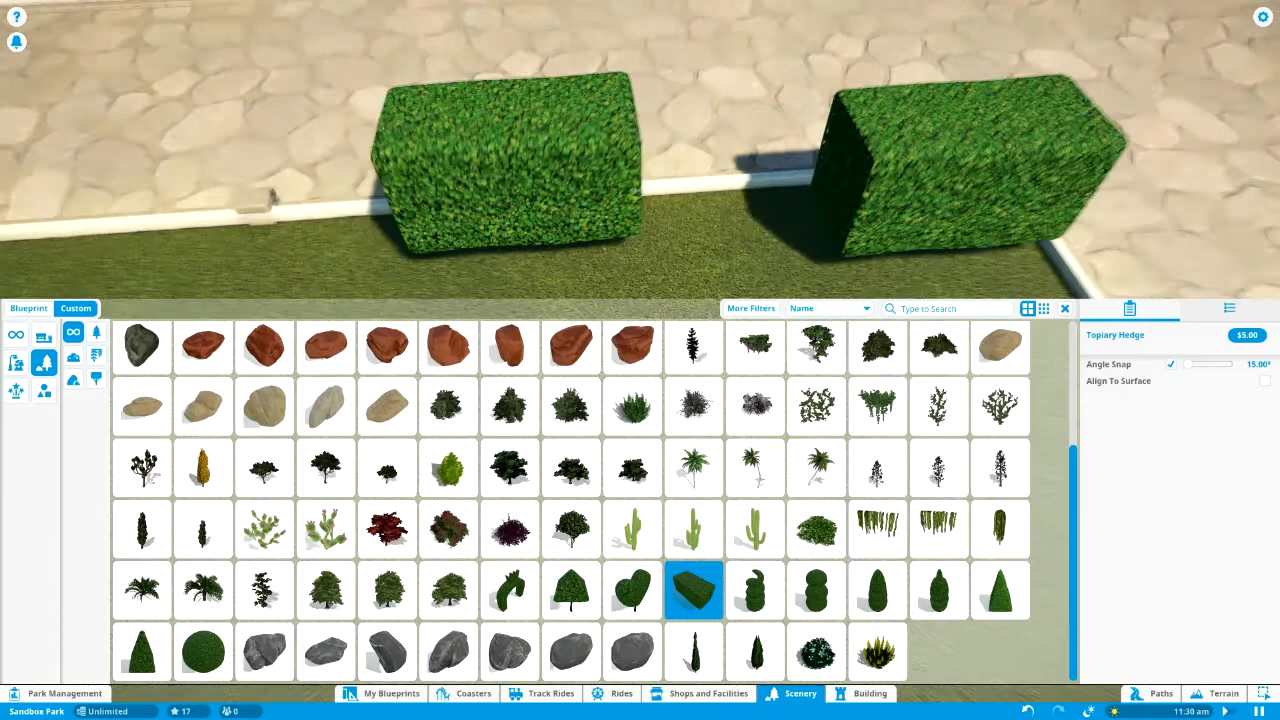 ?
Blueprint Custom More Filters Name Type to Search
Topiary Hedge $5.00
Angle Snap 15.00°
Align To Surface
Park Management My Blueprints Coasters Track Rides Rides Shops and Facilities Scenery Building Paths Terrain
Sandbox Park Unlimited 17 0 11:30 am